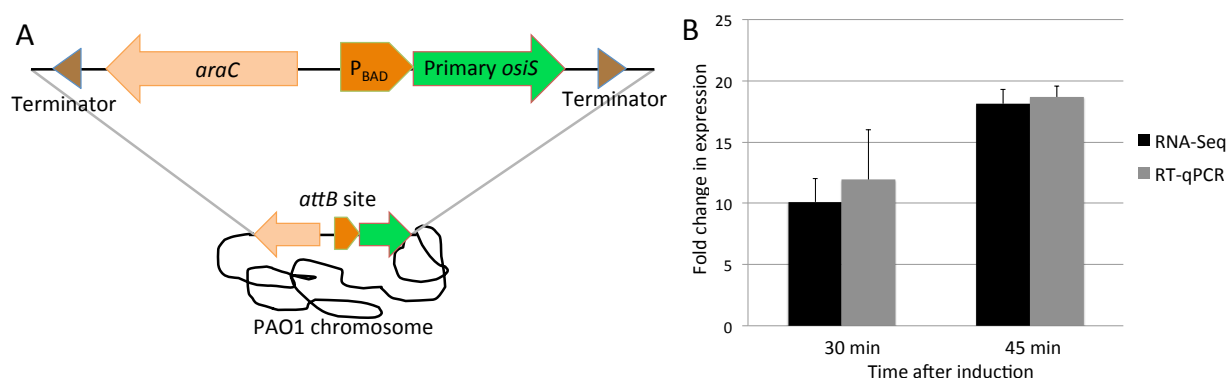 A
araC
P_BAD
Primary osiS
Terminator
Terminator
attB site
PAO1 chromosome
B
Fold change in expression
25
20
15
10
5
0
30 min
45 min
Time after induction
RNA-Seq
RT-qPCR